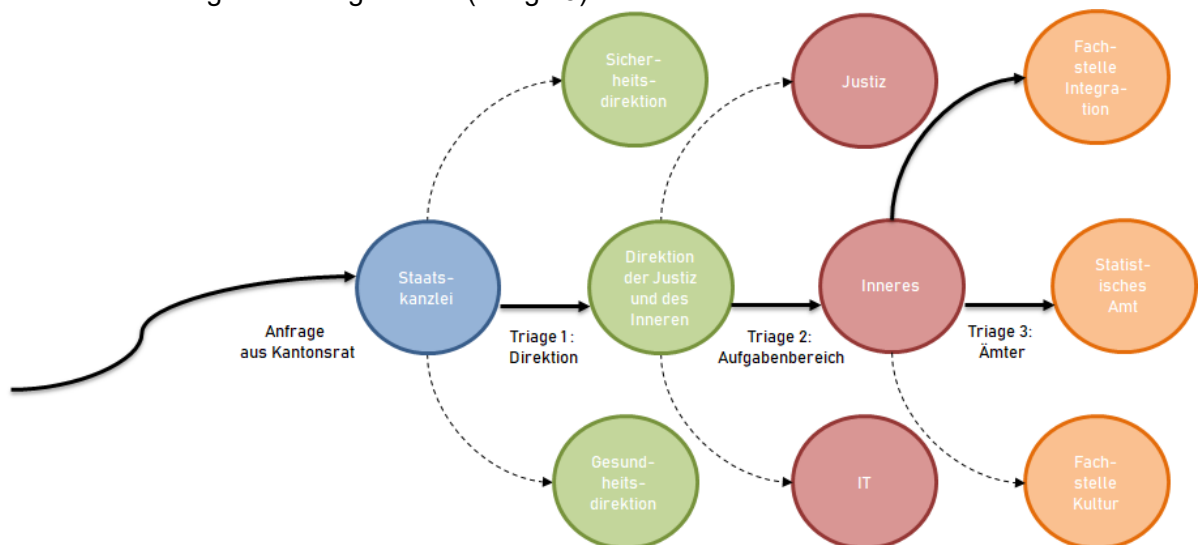 Sicher-
heits-
direktion
Justiz
Fach-
stelle
Integra-
tion
Staats-
kanzlei
Direktion
der Justiz
und des
Inneren
Inneres
Statist-
isches
Amt
Anfrage
aus Kantonsrat
Triage 1:
Direktion
Triage 2:
Aufgabenbereich
Triage 3:
Ämter
Gesund-
heits-
direktion
IT
Fach-
stelle
Kultur